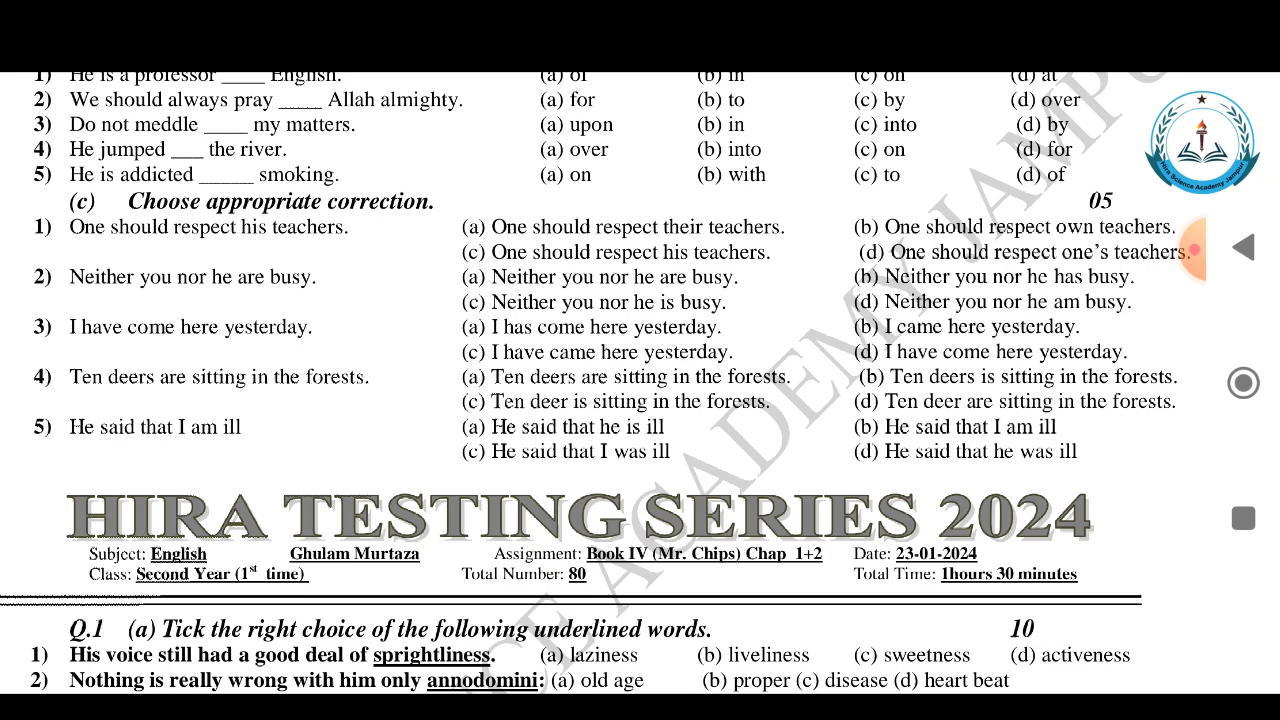 1) He is a professor ____ English. (a) of (b) in (c) on (d) at
2) We should always pray ____ Allah almighty. (a) for (b) to (c) by (d) over
3) Do not meddle ____ my matters. (a) upon (b) in (c) into (d) by
4) He jumped ___ the river. (a) over (b) into (c) on (d) for
5) He is addicted _____ smoking. (a) on (b) with (c) to (d) of
(c) Choose appropriate correction. 05
1) One should respect his teachers. (a) One should respect their teachers. (b) One should respect own teachers.
(c) One should respect his teachers. (d) One should respect one's teachers.
2) Neither you nor he are busy. (a) Neither you nor he are busy. (b) Neither you nor he has busy.
(c) Neither you nor he is busy. (d) Neither you nor he am busy.
3) I have come here yesterday. (a) I has come here yesterday. (b) I came here yesterday.
(c) I have came here yesterday. (d) I have come here yesterday.
4) Ten deers are sitting in the forests. (a) Ten deers are sitting in the forests. (b) Ten deers is sitting in the forests.
(c) Ten deer is sitting in the forests. (d) Ten deer are sitting in the forests.
5) He said that I am ill (a) He said that he is ill (b) He said that I am ill
(c) He said that I was ill (d) He said that he was ill
HIRA TESTING SERIES 2024
Subject: English Ghulam Murtaza Assignment: Book IV (Mr. Chips) Chap 1+2 Date: 23-01-2024
Class: Second Year (1st time) Total Number: 80 Total Time: 1hours 30 minutes
Q.1 (a) Tick the right choice of the following underlined words. 10
1) His voice still had a good deal of sprightliness. (a) laziness (b) liveliness (c) sweetness (d) activeness
2) Nothing is really wrong with him only annodomini: (a) old age (b) proper (c) disease (d) heart beat
Hira Science Academy Jampur
ACADEMY JAMPU